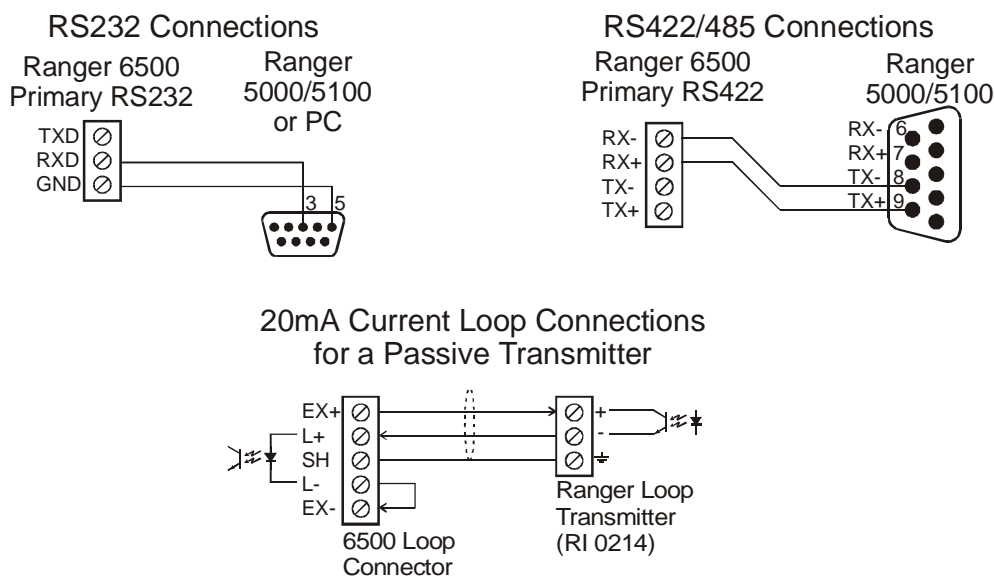 RS232 Connections
Ranger 6500
Primary RS232
Ranger
5000/5100
or PC
TXD
RXD
GND
3 5
RS422/485 Connections
Ranger 6500
Primary RS422
Ranger
5000/5100
RX-
RX+
TX-
TX+
RX- 6
RX+ 7
TX- 8
TX+ 9
20mA Current Loop Connections
for a Passive Transmitter
EX+
L+
SH
L-
EX-
+
-
6500 Loop
Connector
Ranger Loop
Transmitter
(RI 0214)